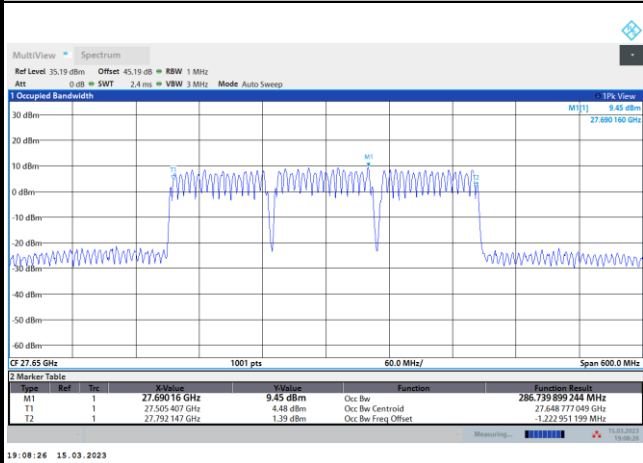 MultiView Spectrum
Ref Level 35.19 dBm Offset 45.19 dB RBW 1 MHz
Att 0 dB SWT 2.4 ms VBW 3 MHz Mode Auto Sweep
1 Occupied Bandwidth 1Pk View
M1[1] 9.45 dBm
27.690 160 GHz
30 dBm
20 dBm
M1
10 dBm
T1 T2
0 dBm
-10 dBm
-20 dBm
-30 dBm
-40 dBm
-50 dBm
-60 dBm
CF 27.65 GHz 1001 pts 60.0 MHz/ Span 600.0 MHz
2 Marker Table
Type Ref Trc X-Value Y-Value Function Function Result
M1 1 27.69016 GHz 9.45 dBm Occ Bw 286.739 899 244 MHz
T1 1 27.505 407 GHz 4.48 dBm Occ Bw Centroid 27.648 777 049 GHz
T2 1 27.792 147 GHz 1.39 dBm Occ Bw Freq Offset -1.222 951 199 MHz
Measuring... 15.03.2023
19:08:26
19:08:26 15.03.2023